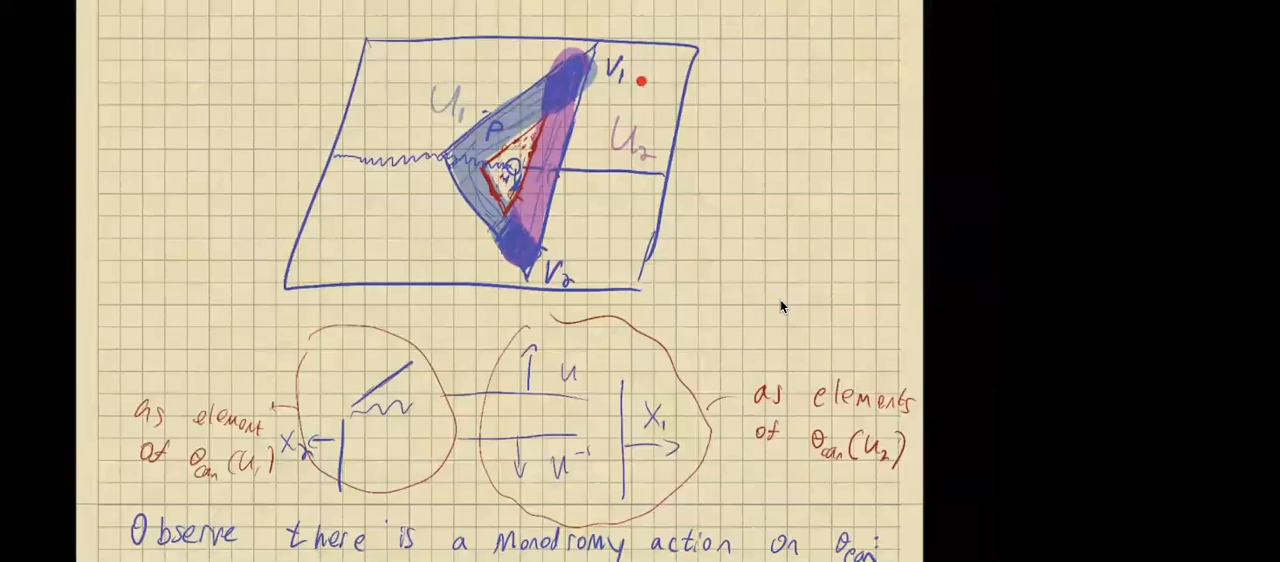 V₁
U₁
P
U₂
V₂
u
as elements
as element
X₁
of θcan(U₂)
of θcan(U₁)
X₂
u⁻¹
Observe there is a monodromy action on θcan: